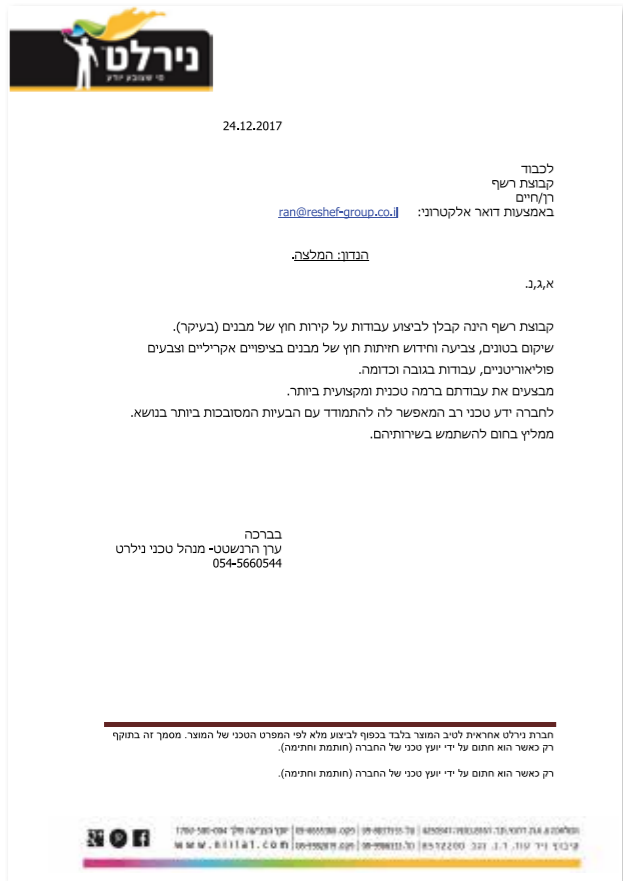 נירלט
מי שצובע יודע
24.12.2017
לכבוד
קבוצת רשף
רן/חיים
באמצעות דואר אלקטרוני: ran@reshef-group.co.il
הנדון: המלצה.
א,ג,נ.
קבוצת רשף הינה קבלן לביצוע עבודות על קירות חוץ של מבנים (בעיקר).
שיקום בטונים, צביעה וחידוש חזיתות חוץ של מבנים בציפויים אקריליים וצבעים
פוליאוריטניים, עבודות בגובה וכדומה.
מבצעים את עבודתם ברמה טכנית ומקצועית ביותר.
לחברה ידע טכני רב המאפשר לה להתמודד עם הבעיות המסובכות ביותר בנושא.
ממליץ בחום להשתמש בשירותיהם.
בברכה
ערן הרנשטט- מנהל טכני נילרט
054-5660544
חברת נירלט אחראית לטיב המוצר בלבד בכפוף לביצוע מלא לפי המפרט הטכני של המוצר. מסמך זה בתוקף
רק כאשר הוא חתום על ידי יועץ טכני של החברה (חותמת וחתימה).
רק כאשר הוא חתום על ידי יועץ טכני של החברה (חותמת וחתימה).
www.nirlat.com